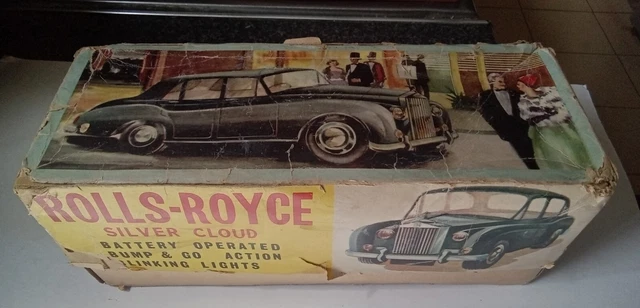 ROLLS-ROYCE
SILVER CLOUD
BATTERY OPERATED
BUMP & GO ACTION
BLINKING LIGHTS